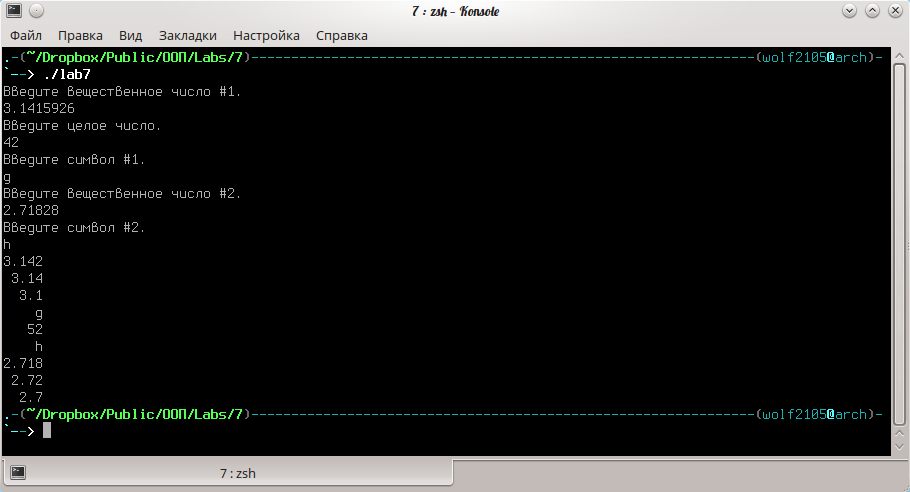 7 : zsh – Konsole
Файл Правка Вид Закладки Настройка Справка
.-(~/Dropbox/Public/ООП/Labs/7)---------------------------------------------------------------(wolf2105@arch)-
`--> ./lab7
Введите вещественное число #1.
3.1415926
Введите целое число.
42
Введите символ #1.
g
Введите вещественное число #2.
2.71828
Введите символ #2.
h
3.142
 3.14
  3.1
    g
   52
    h
2.718
 2.72
  2.7
.-(~/Dropbox/Public/ООП/Labs/7)---------------------------------------------------------------(wolf2105@arch)-
`-->
7 : zsh